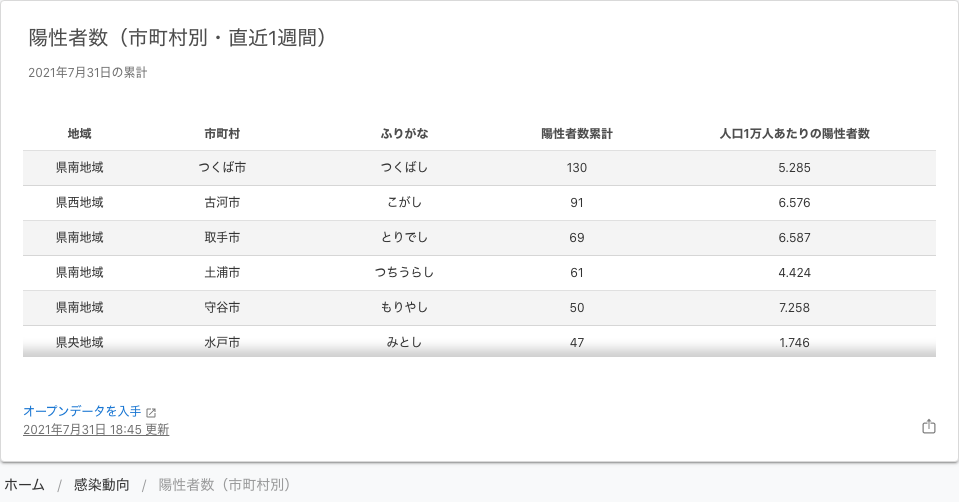 陽性者数（市町村別・直近1週間）
2021年7月31日の累計
地域 市町村 ふりがな 陽性者数累計 人口1万人あたりの陽性者数
県南地域 つくば市 つくばし 130 5.285
県西地域 古河市 こがし 91 6.576
県南地域 取手市 とりでし 69 6.587
県南地域 土浦市 つちうらし 61 4.424
県南地域 守谷市 もりやし 50 7.258
県央地域 水戸市 みとし 47 1.746
オープンデータを入手
2021年7月31日 18:45 更新
ホーム / 感染動向 / 陽性者数（市町村別）